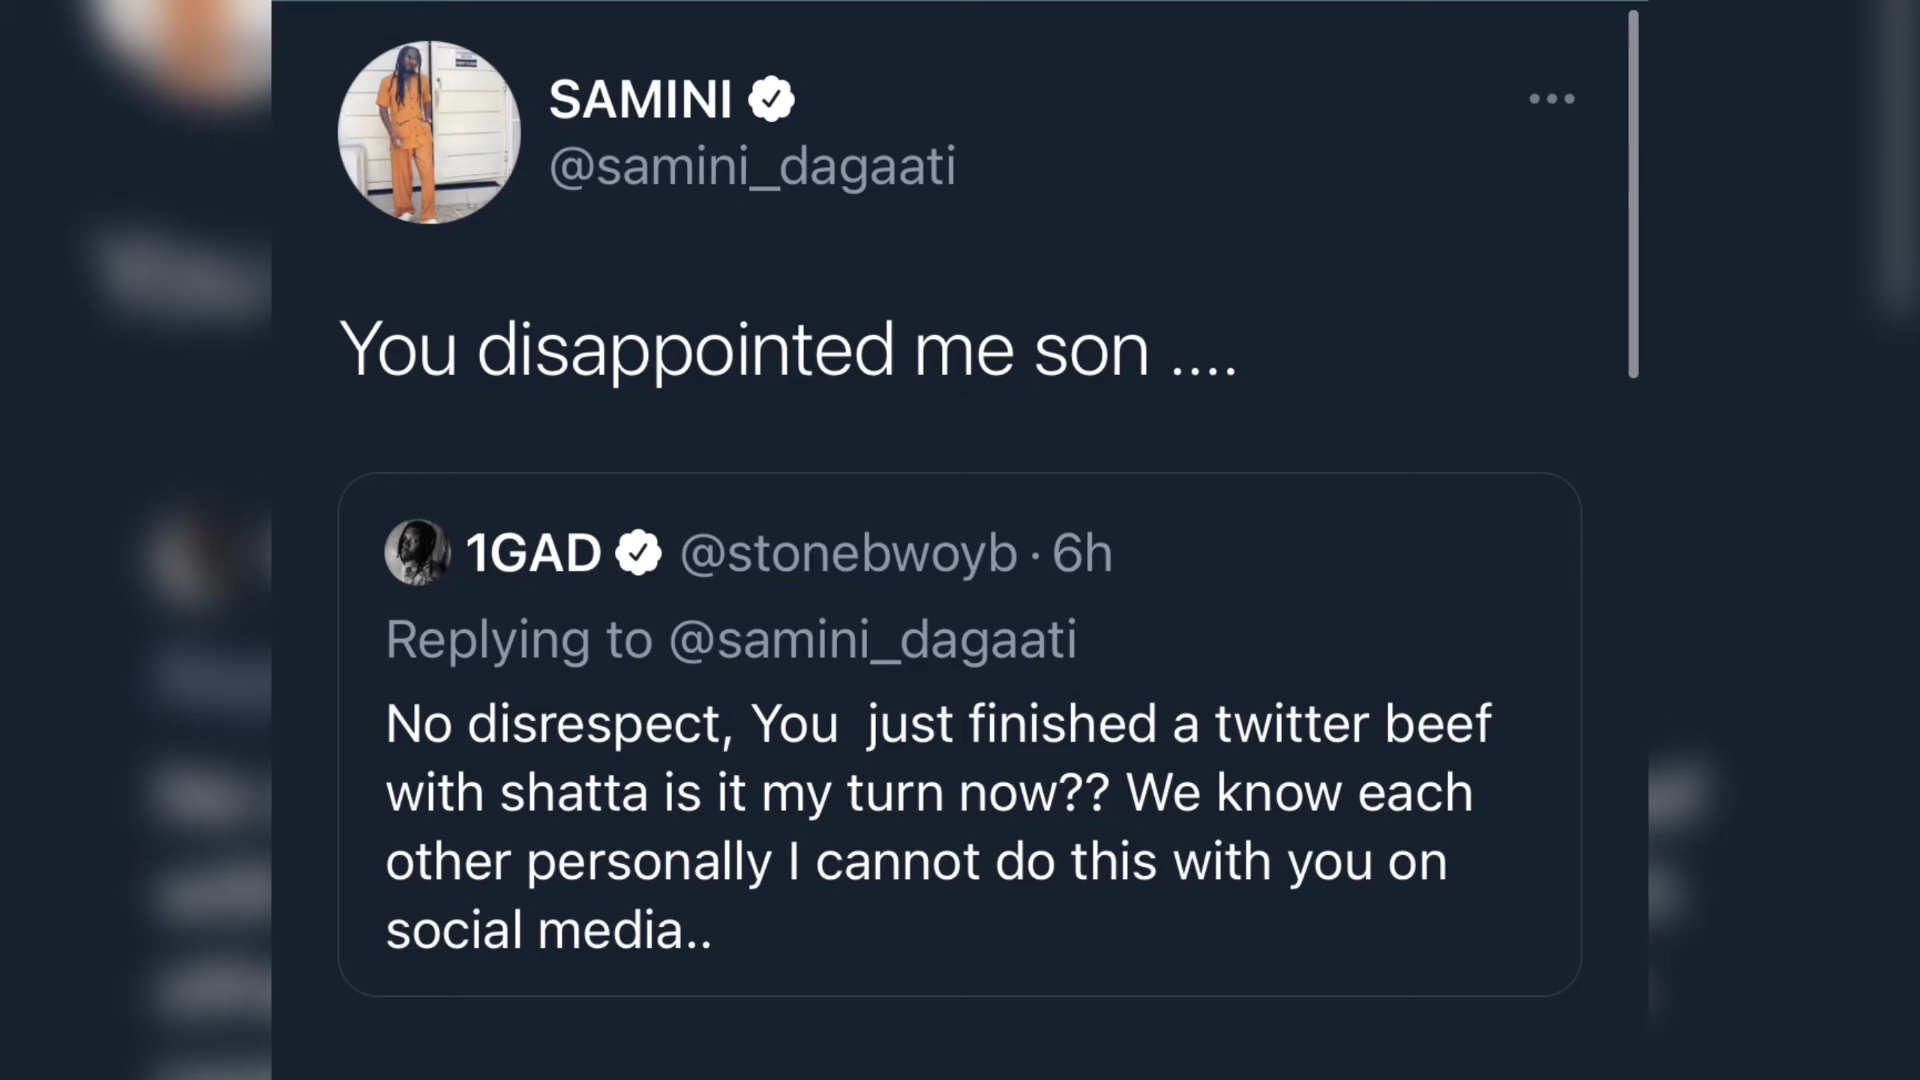 SAMINI
@samini_dagaati
You disappointed me son ....
1GAD @stonebwoyb · 6h
Replying to @samini_dagaati
No disrespect, You  just finished a twitter beef
with shatta is it my turn now?? We know each
other personally I cannot do this with you on
social media..